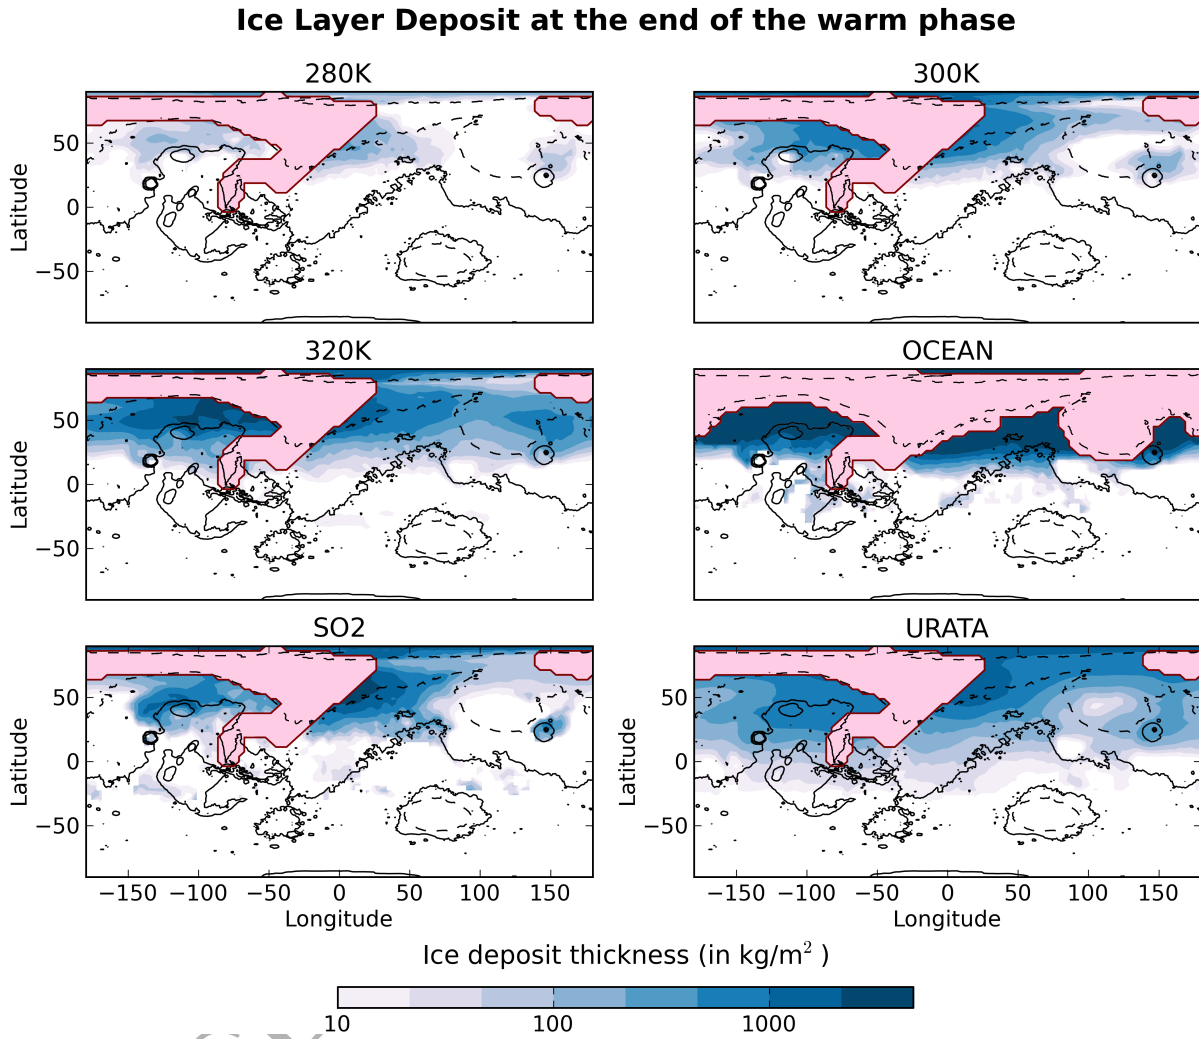 Ice Layer Deposit at the end of the warm phase
280K
300K
Latitude
50
0
−50
320K
OCEAN
Latitude
50
0
−50
SO2
URATA
Latitude
50
0
−50
Latitude
50
0
−50
−150 −100 −50 0 50 100 150
−150 −100 −50 0 50 100 150
Longitude
Longitude
Ice deposit thickness (in kg/m² )
10 100 1000